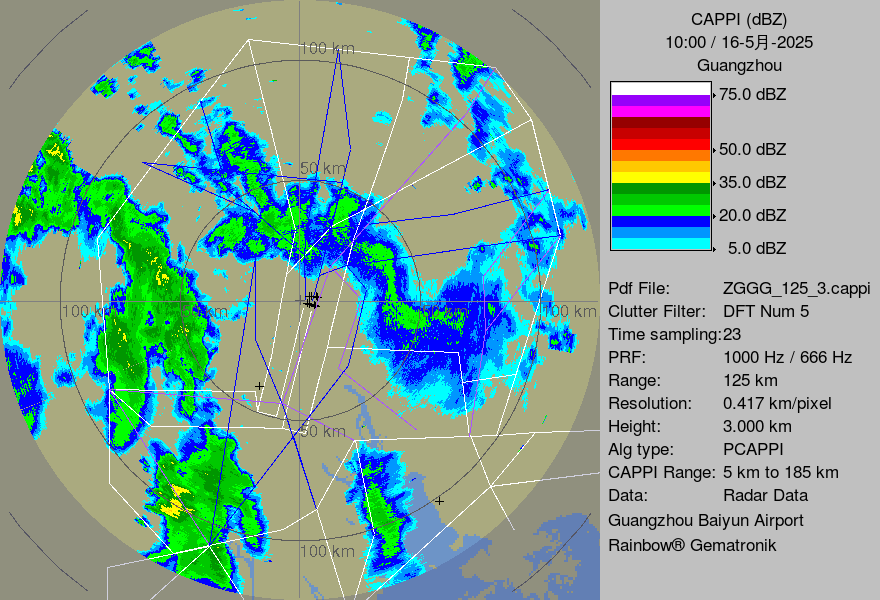 CAPPI (dBZ)
10:00 / 16-5月-2025
Guangzhou
75.0 dBZ
50.0 dBZ
35.0 dBZ
20.0 dBZ
5.0 dBZ
Pdf File: ZGGG_125_3.cappi
Clutter Filter: DFT Num 5
Time sampling:23
PRF: 1000 Hz / 666 Hz
Range: 125 km
Resolution: 0.417 km/pixel
Height: 3.000 km
Alg type: PCAPPI
CAPPI Range: 5 km to 185 km
Data: Radar Data
Guangzhou Baiyun Airport
Rainbow® Gematronik
100 km
50 km
100 km
100 km
50 km
100 km